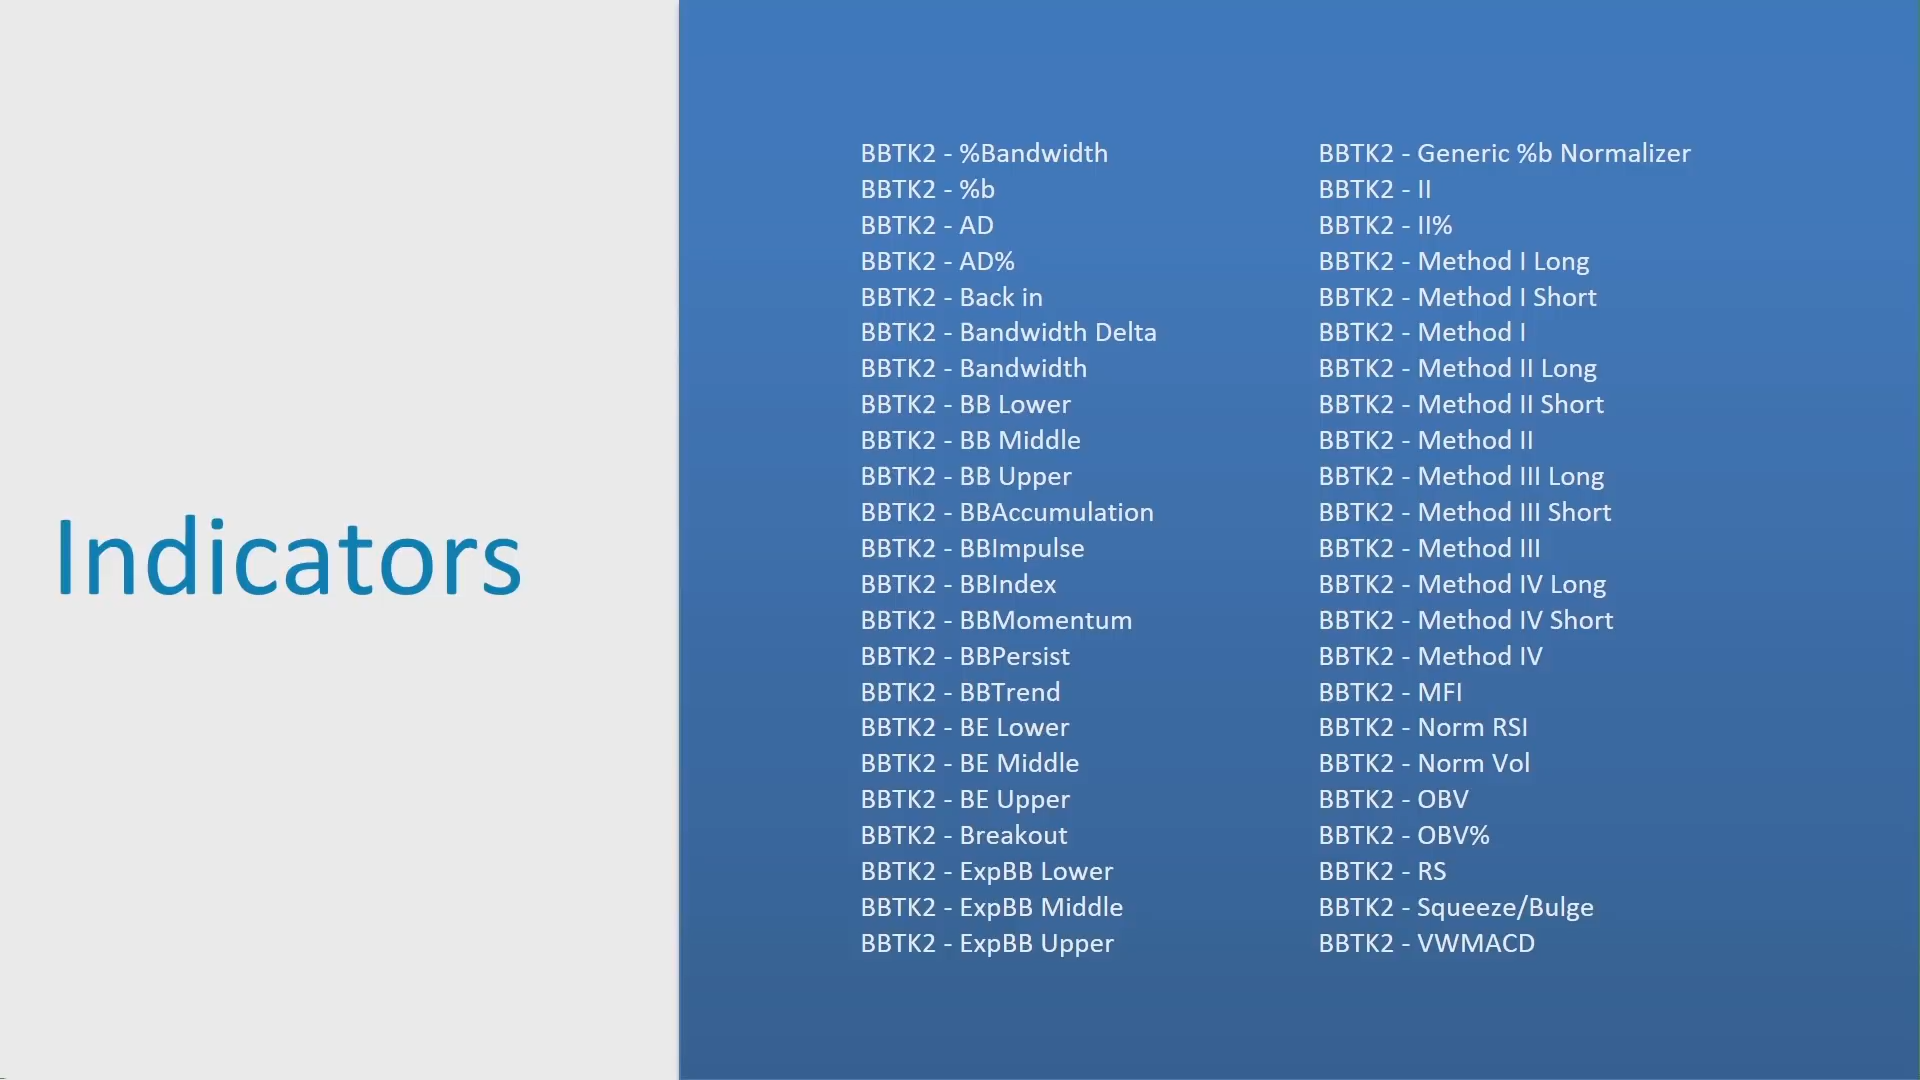 Indicators
BBTK2 - %Bandwidth
BBTK2 - %b
BBTK2 - AD
BBTK2 - AD%
BBTK2 - Back in
BBTK2 - Bandwidth Delta
BBTK2 - Bandwidth
BBTK2 - BB Lower
BBTK2 - BB Middle
BBTK2 - BB Upper
BBTK2 - BBAccumulation
BBTK2 - BBImpulse
BBTK2 - BBIndex
BBTK2 - BBMomentum
BBTK2 - BBPersist
BBTK2 - BBTrend
BBTK2 - BE Lower
BBTK2 - BE Middle
BBTK2 - BE Upper
BBTK2 - Breakout
BBTK2 - ExpBB Lower
BBTK2 - ExpBB Middle
BBTK2 - ExpBB Upper
BBTK2 - Generic %b Normalizer
BBTK2 - II
BBTK2 - II%
BBTK2 - Method I Long
BBTK2 - Method I Short
BBTK2 - Method I
BBTK2 - Method II Long
BBTK2 - Method II Short
BBTK2 - Method II
BBTK2 - Method III Long
BBTK2 - Method III Short
BBTK2 - Method III
BBTK2 - Method IV Long
BBTK2 - Method IV Short
BBTK2 - Method IV
BBTK2 - MFI
BBTK2 - Norm RSI
BBTK2 - Norm Vol
BBTK2 - OBV
BBTK2 - OBV%
BBTK2 - RS
BBTK2 - Squeeze/Bulge
BBTK2 - VWMACD